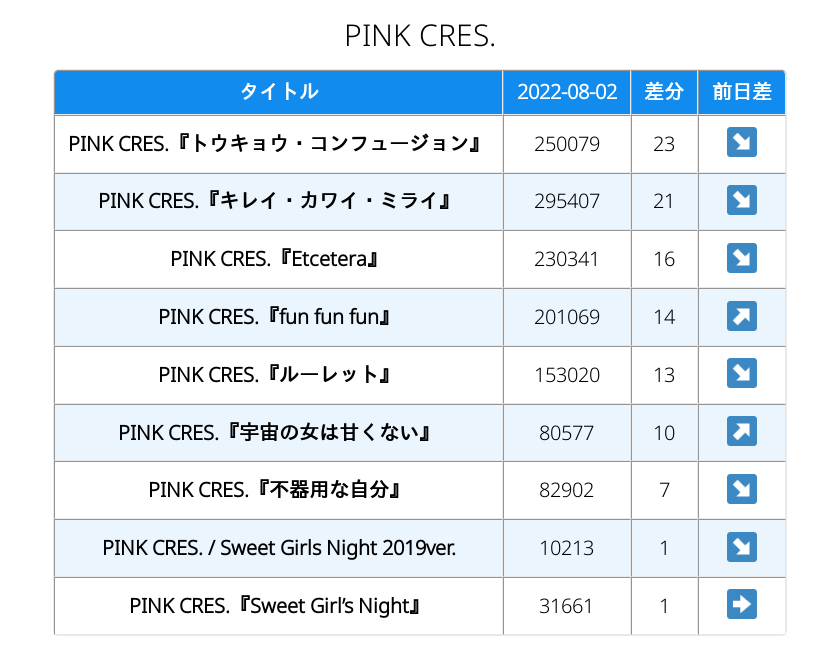 PINK CRES.
タイトル 2022-08-02 差分 前日差
PINK CRES.『トウキョウ・コンフュージョン』 250079 23 ↘
PINK CRES.『キレイ・カワイ・ミライ』 295407 21 ↘
PINK CRES.『Etcetera』 230341 16 ↘
PINK CRES.『fun fun fun』 201069 14 ↗
PINK CRES.『ルーレット』 153020 13 ↘
PINK CRES.『宇宙の女は甘くない』 80577 10 ↗
PINK CRES.『不器用な自分』 82902 7 ↘
PINK CRES. / Sweet Girls Night 2019ver. 10213 1 ↘
PINK CRES.『Sweet Girl’s Night』 31661 1 ➡